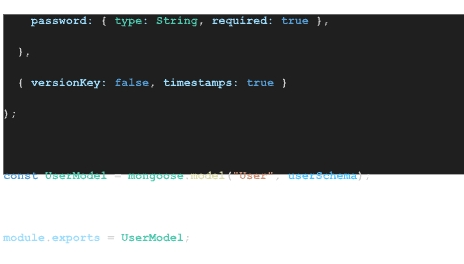 password: { type: String, required: true },
},
{ versionKey: false, timestamps: true }
);
const UserModel = mongoose.model("User", userSchema);
module.exports = UserModel;